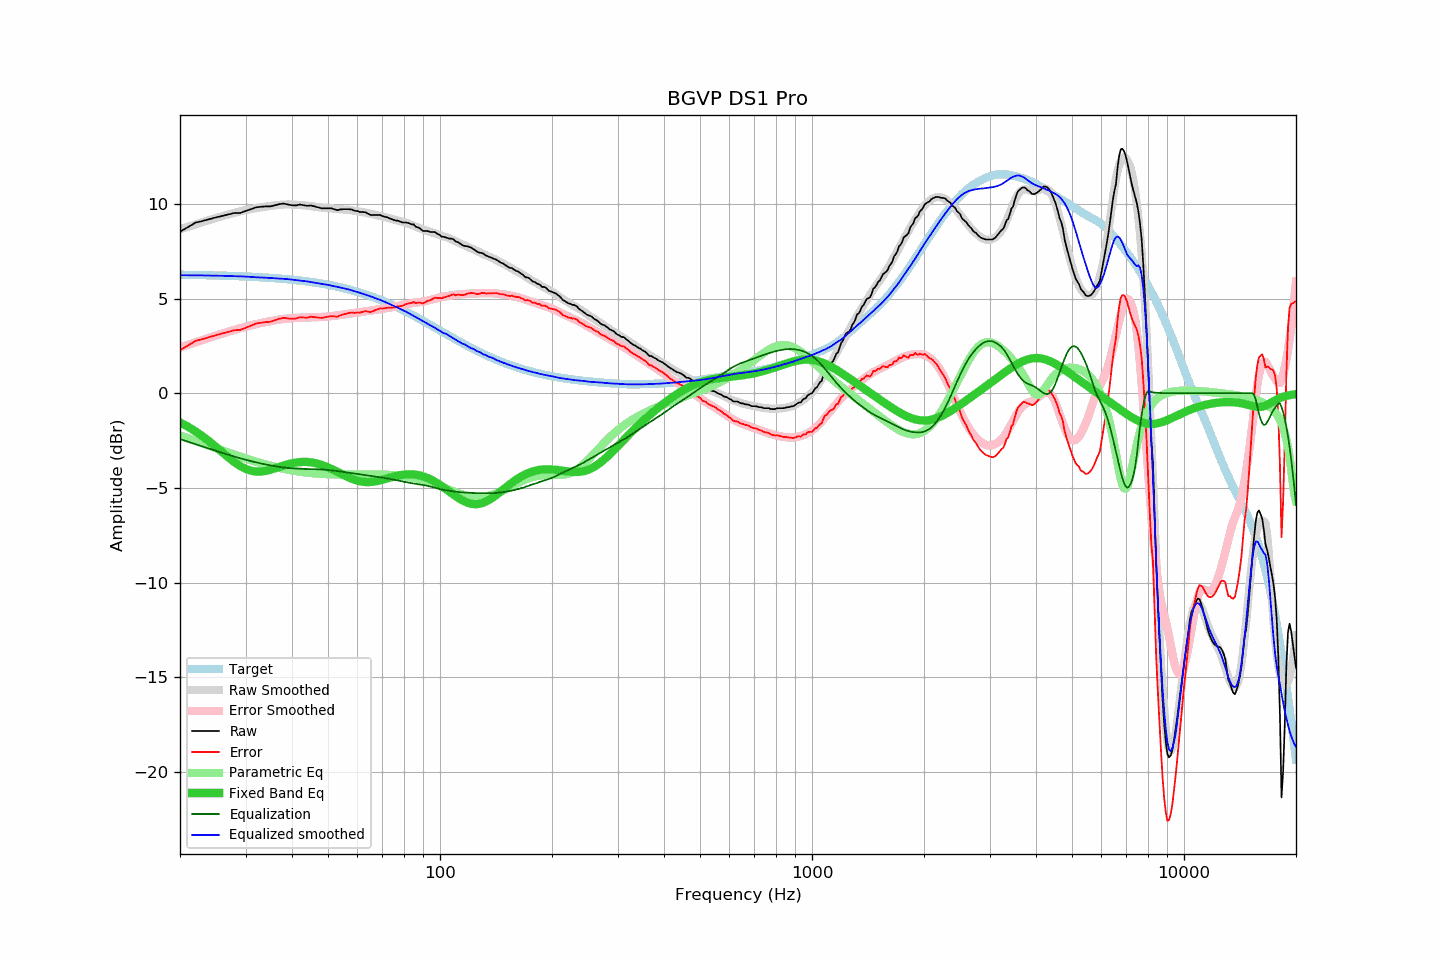 BGVP DS1 Pro
Amplitude (dBr)
10
5
0
−5
−10
−15
−20
Target
Raw Smoothed
Error Smoothed
Raw
Error
Parametric Eq
Fixed Band Eq
Equalization
Equalized smoothed
100 1000 10000
Frequency (Hz)